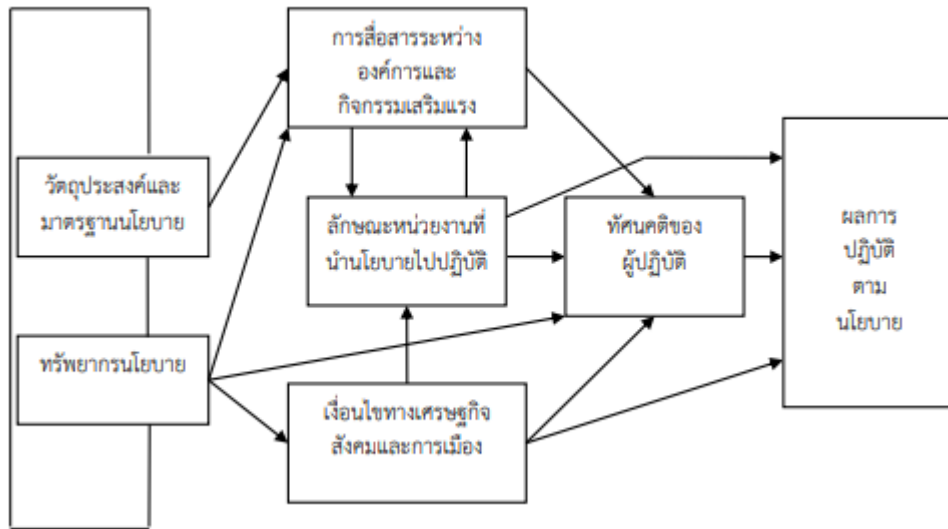 การสื่อสารระหว่าง
องค์การและ
กิจกรรมเสริมแรง
วัตถุประสงค์และ
มาตรฐานนโยบาย
ลักษณะหน่วยงานที่
นำนโยบายไปปฏิบัติ
ทัศนคติของ
ผู้ปฏิบัติ
ผลการ
ปฏิบัติ
ตาม
นโยบาย
ทรัพยากรนโยบาย
เงื่อนไขทางเศรษฐกิจ
สังคมและการเมือง